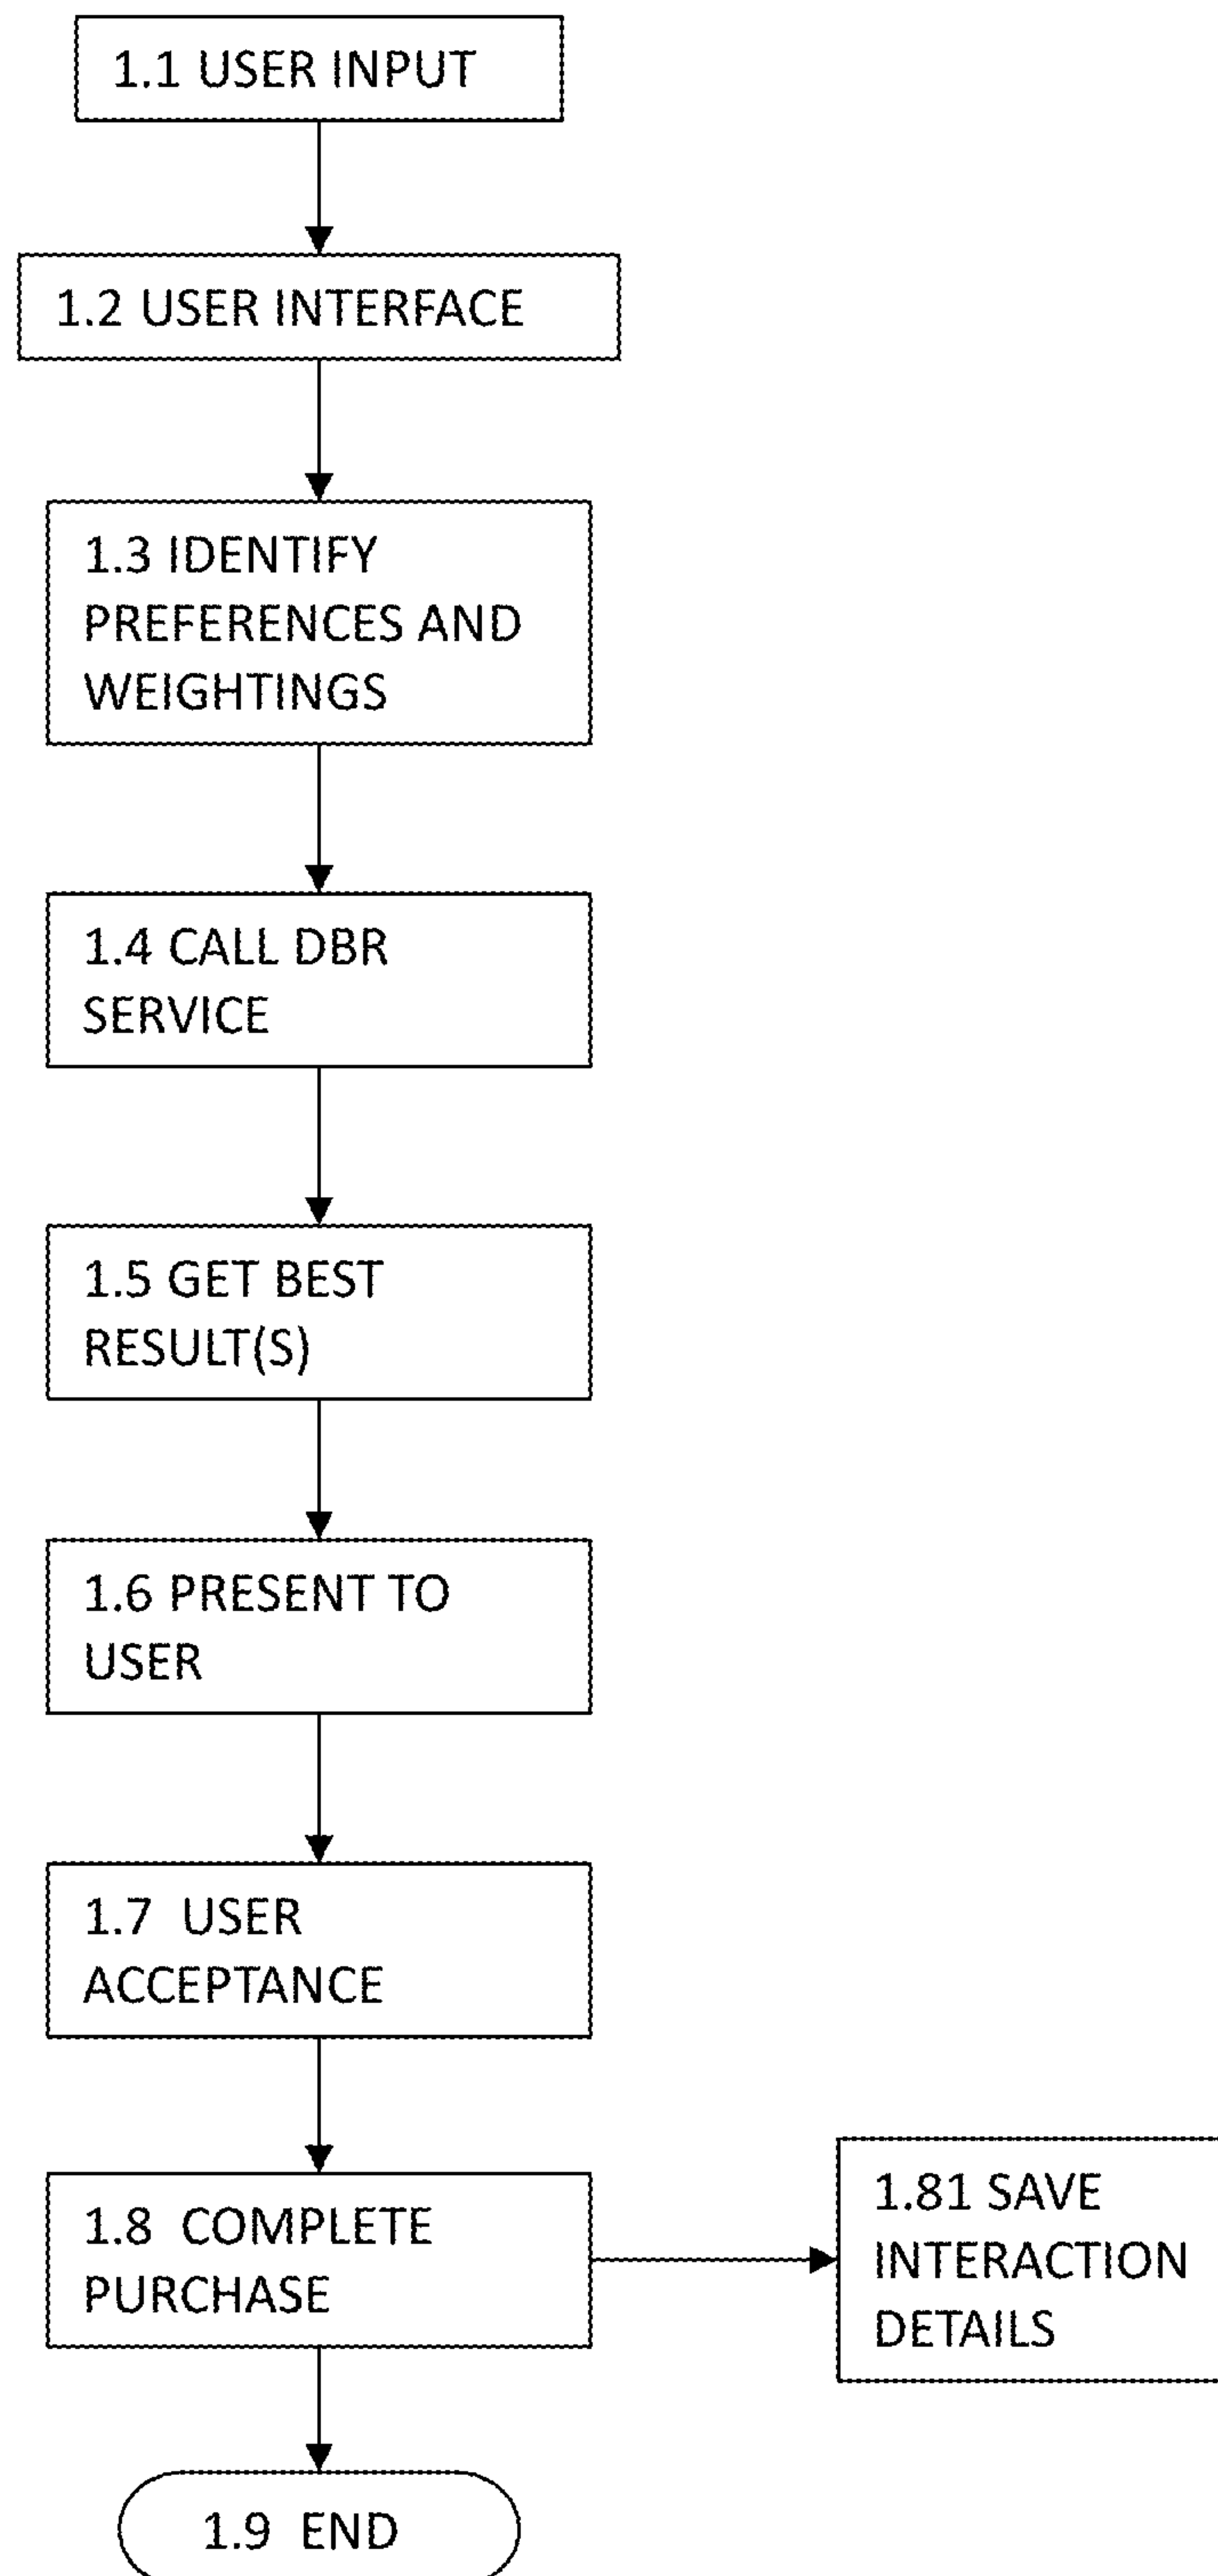 1.1 USER INPUT
1.2 USER INTERFACE
1.3 IDENTIFY
PREFERENCES AND
WEIGHTINGS
1.4 CALL DBR
SERVICE
1.5 GET BEST
RESULT(S)
1.6 PRESENT TO
USER
1.7 USER
ACCEPTANCE
1.8 COMPLETE
PURCHASE
1.81 SAVE
INTERACTION
DETAILS
1.9 END